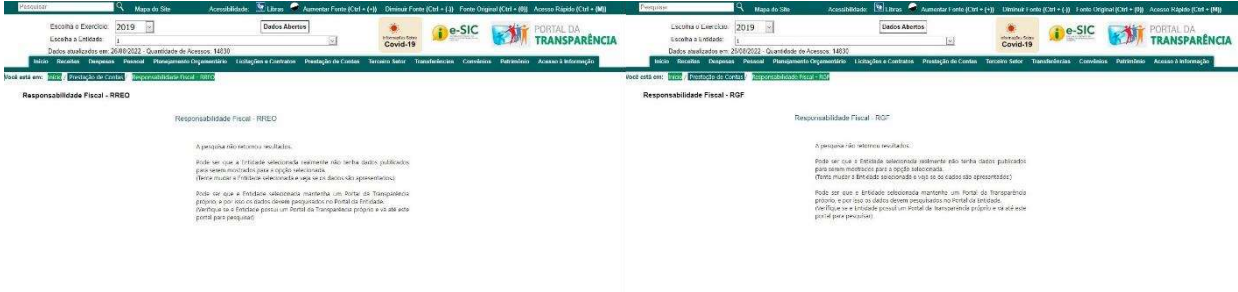 Pesquisar
Mapa do Site
Acessibilidade: Libras Aumentar Fonte (Ctrl + (+)) Diminuir Fonte (Ctrl + (-)) Fonte Original (Ctrl + (0)) Acesso Rápido (Ctrl + (M))
Escolha o Exercício: 2019
Dados Abertos
Escolha a Entidade: 1
Dados atualizados em: 26/08/2022 - Quantidade de Acessos: 14830
Informações Sobre
Covid-19
e-SIC
PORTAL DA
TRANSPARÊNCIA
Início Receitas Despesas Pessoal Planejamento Orçamentário Licitações e Contratos Prestação de Contas Terceiro Setor Transferências Convênios Patrimônio Acesso à Informação
Você está em: Início / Prestação de Contas / Responsabilidade Fiscal - RREO
Responsabilidade Fiscal - RREO
Responsabilidade Fiscal - RREO
A pesquisa não retornou resultados.
Pode ser que a Entidade selecionada realmente não tenha dados publicados
para serem mostrados para a opção selecionada.
(Tente mudar a Entidade selecionada e veja se os dados são apresentados)
Pode ser que a Entidade selecionada mantenha um Portal da Transparência
próprio, e por isso os dados devem pesquisados no Portal da Entidade.
(Verifique se a Entidade possui um Portal da Transparência próprio e vá até este
portal para pesquisar)
Pesquisar
Mapa do Site
Acessibilidade: Libras Aumentar Fonte (Ctrl + (+)) Diminuir Fonte (Ctrl + (-)) Fonte Original (Ctrl + (0)) Acesso Rápido (Ctrl + (M))
Escolha o Exercício: 2019
Dados Abertos
Escolha a Entidade: 1
Dados atualizados em: 26/08/2022 - Quantidade de Acessos: 14830
Informações Sobre
Covid-19
e-SIC
PORTAL DA
TRANSPARÊNCIA
Início Receitas Despesas Pessoal Planejamento Orçamentário Licitações e Contratos Prestação de Contas Terceiro Setor Transferências Convênios Patrimônio Acesso à Informação
Você está em: Início / Prestação de Contas / Responsabilidade Fiscal - RGF
Responsabilidade Fiscal - RGF
Responsabilidade Fiscal - RGF
A pesquisa não retornou resultados.
Pode ser que a Entidade selecionada realmente não tenha dados publicados
para serem mostrados para a opção selecionada.
(Tente mudar a Entidade selecionada e veja se os dados são apresentados)
Pode ser que a Entidade selecionada mantenha um Portal da Transparência
próprio, e por isso os dados devem pesquisados no Portal da Entidade.
(Verifique se a Entidade possui um Portal da Transparência próprio e vá até este
portal para pesquisar)